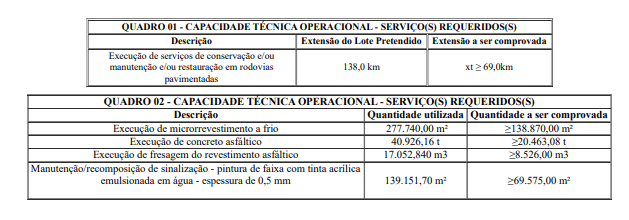 QUADRO 01 - CAPACIDADE TÉCNICA OPERACIONAL - SERVIÇO(S) REQUERIDOS(S)
Descrição Extensão do Lote Pretendido Extensão a ser comprovada
Execução de serviços de conservação e/ou
manutenção e/ou restauração em rodovias
pavimentadas
138,0 km xt ≥ 69,0km
QUADRO 02 - CAPACIDADE TÉCNICA OPERACIONAL - SERVIÇO(S) REQUERIDOS(S)
Descrição Quantidade utilizada Quantidade a ser comprovada
Execução de microrrevestimento a frio 277.740,00 m² ≥138.870,00 m²
Execução de concreto asfáltico 40.926,16 t ≥20.463,08 t
Execução de fresagem do revestimento asfáltico 17.052,840 m3 ≥8.526,00 m3
Manutenção/recomposição de sinalização - pintura de faixa com tinta acrílica
emulsionada em água - espessura de 0,5 mm
139.151,70 m² ≥69.575,00 m²